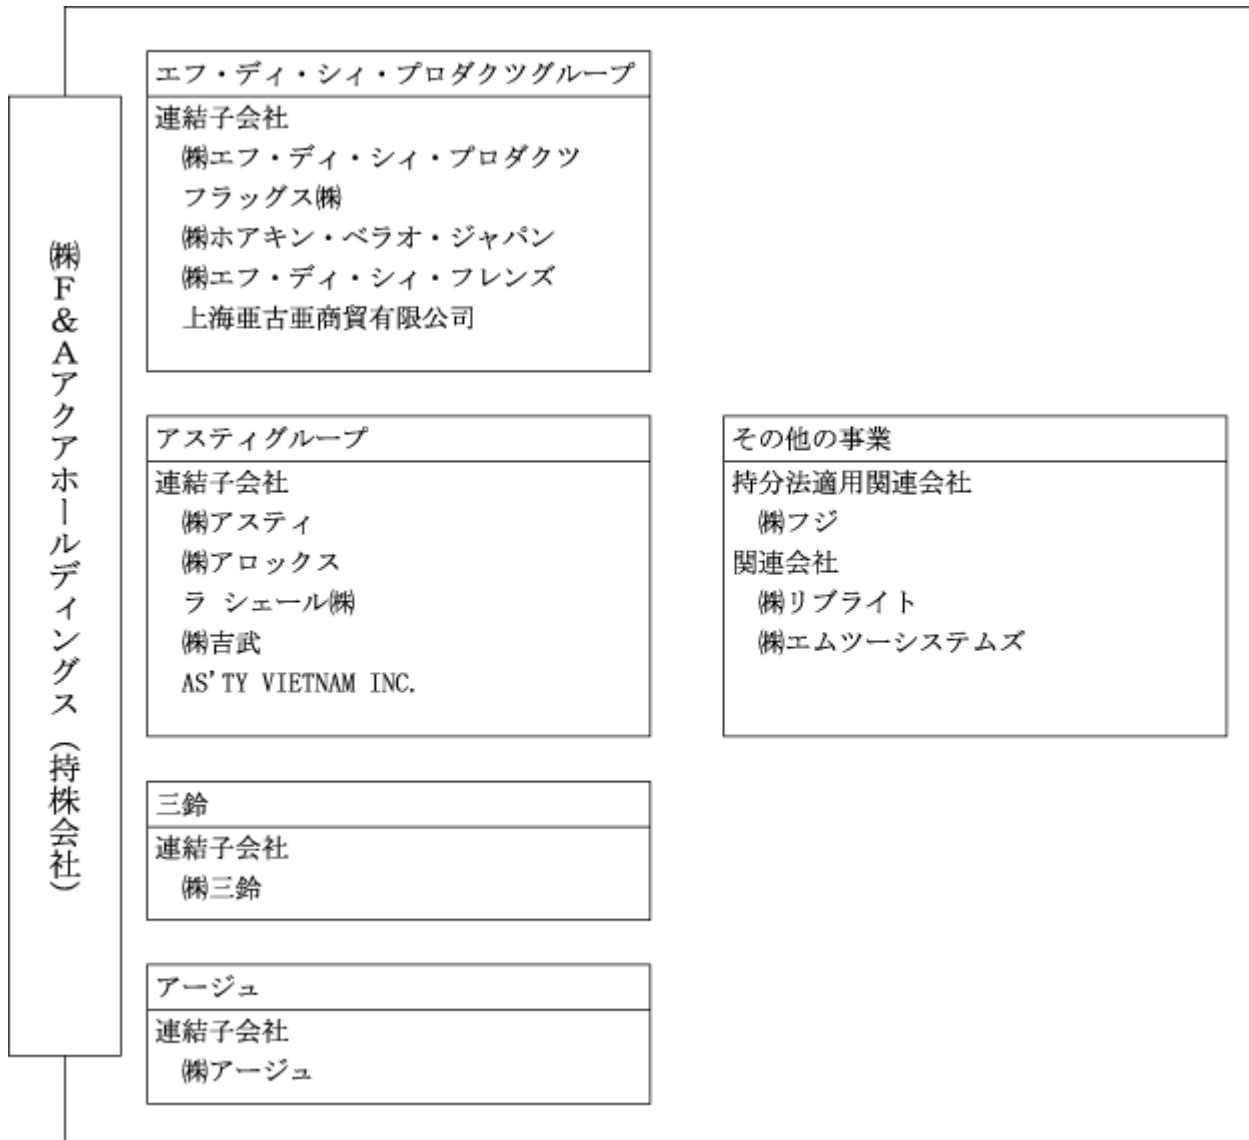 ㈱F&Aアクアホールディングス(持株会社)
エフ・ディ・シィ・プロダクツグループ
連結子会社
㈱エフ・ディ・シィ・プロダクツ
フラッグス㈱
㈱ホアキン・ベラオ・ジャパン
㈱エフ・ディ・シィ・フレンズ
上海亜古亜商貿有限公司
アスティグループ
連結子会社
㈱アスティ
㈱アロックス
ラ シェール㈱
㈱吉武
AS'TY VIETNAM INC.
その他の事業
持分法適用関連会社
㈱フジ
関連会社
㈱リブライト
㈱エムツーシステムズ
三鈴
連結子会社
㈱三鈴
アージュ
連結子会社
㈱アージュ